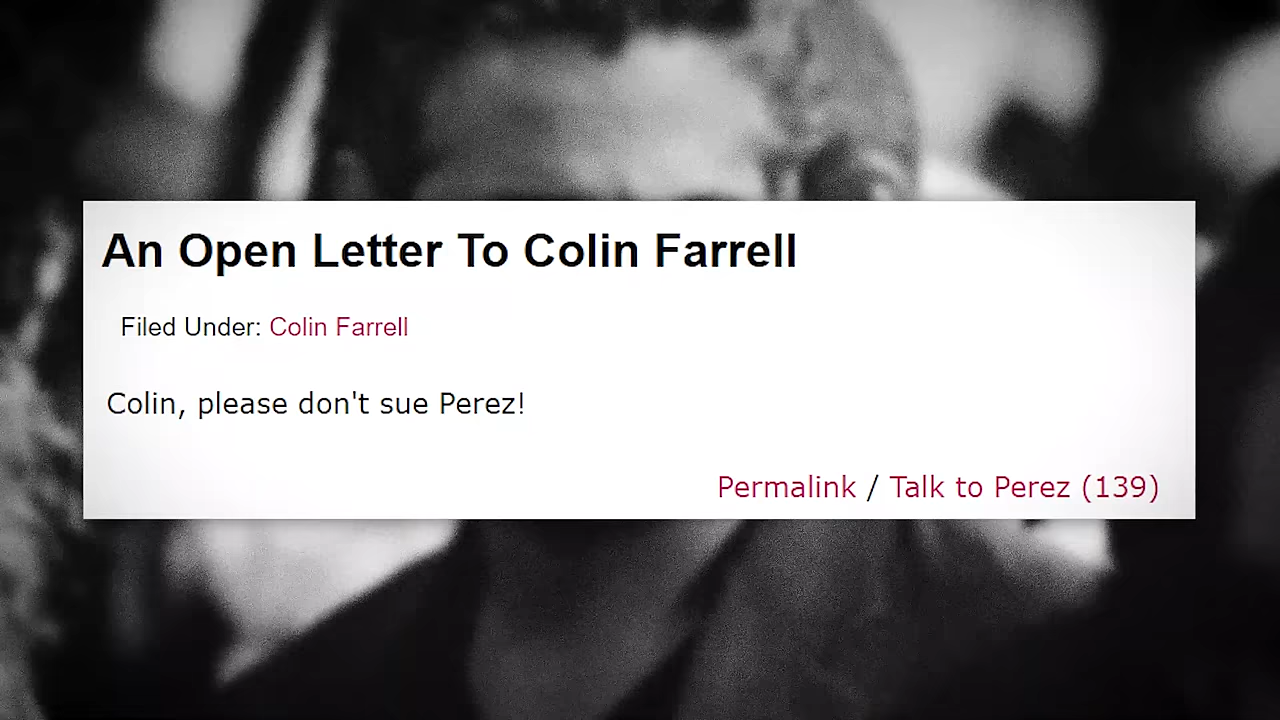 An Open Letter To Colin Farrell
Filed Under: Colin Farrell
Colin, please don't sue Perez!
Permalink / Talk to Perez (139)